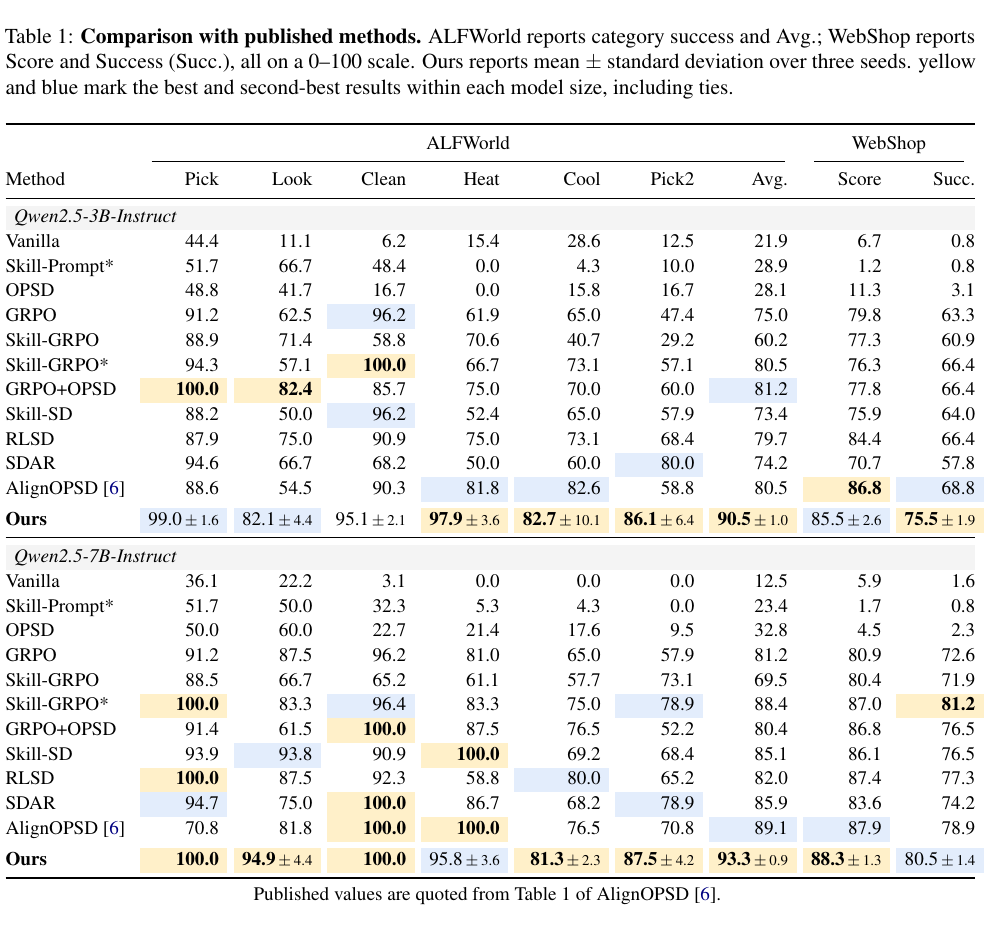 Table 1: Comparison with published methods. ALFWorld reports category success and Avg.; WebShop reports
Score and Success (Succ.), all on a 0–100 scale. Ours reports mean ± standard deviation over three seeds. yellow
and blue mark the best and second-best results within each model size, including ties.
ALFWorld WebShop
Method Pick Look Clean Heat Cool Pick2 Avg. Score Succ.
Qwen2.5-3B-Instruct
Vanilla 44.4 11.1 6.2 15.4 28.6 12.5 21.9 6.7 0.8
Skill-Prompt* 51.7 66.7 48.4 0.0 4.3 10.0 28.9 1.2 0.8
OPSD 48.8 41.7 16.7 0.0 15.8 16.7 28.1 11.3 3.1
GRPO 91.2 62.5 96.2 61.9 65.0 47.4 75.0 79.8 63.3
Skill-GRPO 88.9 71.4 58.8 70.6 40.7 29.2 60.2 77.3 60.9
Skill-GRPO* 94.3 57.1 100.0 66.7 73.1 57.1 80.5 76.3 66.4
GRPO+OPSD 100.0 82.4 85.7 75.0 70.0 60.0 81.2 77.8 66.4
Skill-SD 88.2 50.0 96.2 52.4 65.0 57.9 73.4 75.9 64.0
RLSD 87.9 75.0 90.9 75.0 73.1 68.4 79.7 84.4 66.4
SDAR 94.6 66.7 68.2 50.0 60.0 80.0 74.2 70.7 57.8
AlignOPSD [6] 88.6 54.5 90.3 81.8 82.6 58.8 80.5 86.8 68.8
Ours 99.0 ± 1.6 82.1 ± 4.4 95.1 ± 2.1 97.9 ± 3.6 82.7 ± 10.1 86.1 ± 6.4 90.5 ± 1.0 85.5 ± 2.6 75.5 ± 1.9
Qwen2.5-7B-Instruct
Vanilla 36.1 22.2 3.1 0.0 0.0 0.0 12.5 5.9 1.6
Skill-Prompt* 51.7 50.0 32.3 5.3 4.3 0.0 23.4 1.7 0.8
OPSD 50.0 60.0 22.7 21.4 17.6 9.5 32.8 4.5 2.3
GRPO 91.2 87.5 96.2 81.0 65.0 57.9 81.2 80.9 72.6
Skill-GRPO 88.5 66.7 65.2 61.1 57.7 73.1 69.5 80.4 71.9
Skill-GRPO* 100.0 83.3 96.4 83.3 75.0 78.9 88.4 87.0 81.2
GRPO+OPSD 91.4 61.5 100.0 87.5 76.5 52.2 80.4 86.8 76.5
Skill-SD 93.9 93.8 90.9 100.0 69.2 68.4 85.1 86.1 76.5
RLSD 100.0 87.5 92.3 58.8 80.0 65.2 82.0 87.4 77.3
SDAR 94.7 75.0 100.0 86.7 68.2 78.9 85.9 83.6 74.2
AlignOPSD [6] 70.8 81.8 100.0 100.0 76.5 70.8 89.1 87.9 78.9
Ours 100.0 94.9 ± 4.4 100.0 95.8 ± 3.6 81.3 ± 2.3 87.5 ± 4.2 93.3 ± 0.9 88.3 ± 1.3 80.5 ± 1.4
Published values are quoted from Table 1 of AlignOPSD [6].